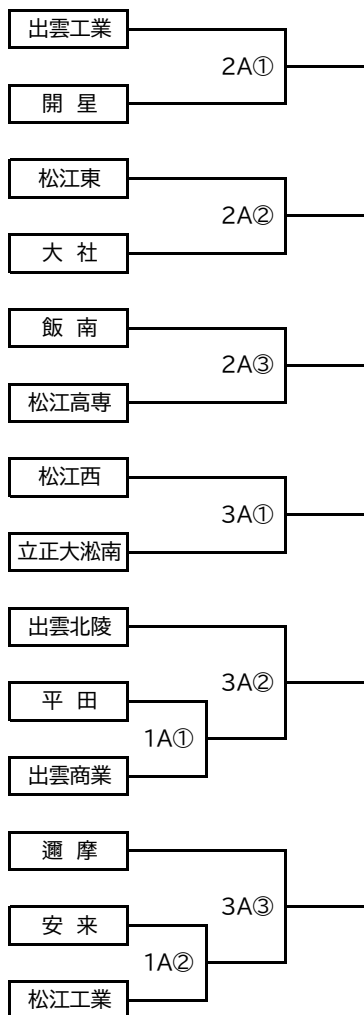 出雲工業
2A①
開 星
松江東
2A②
大 社
飯 南
2A③
松江高専
松江西
3A①
立正大淞南
出雲北陵
3A②
平 田
1A①
出雲商業
邇 摩
3A③
安 来
1A②
松江工業